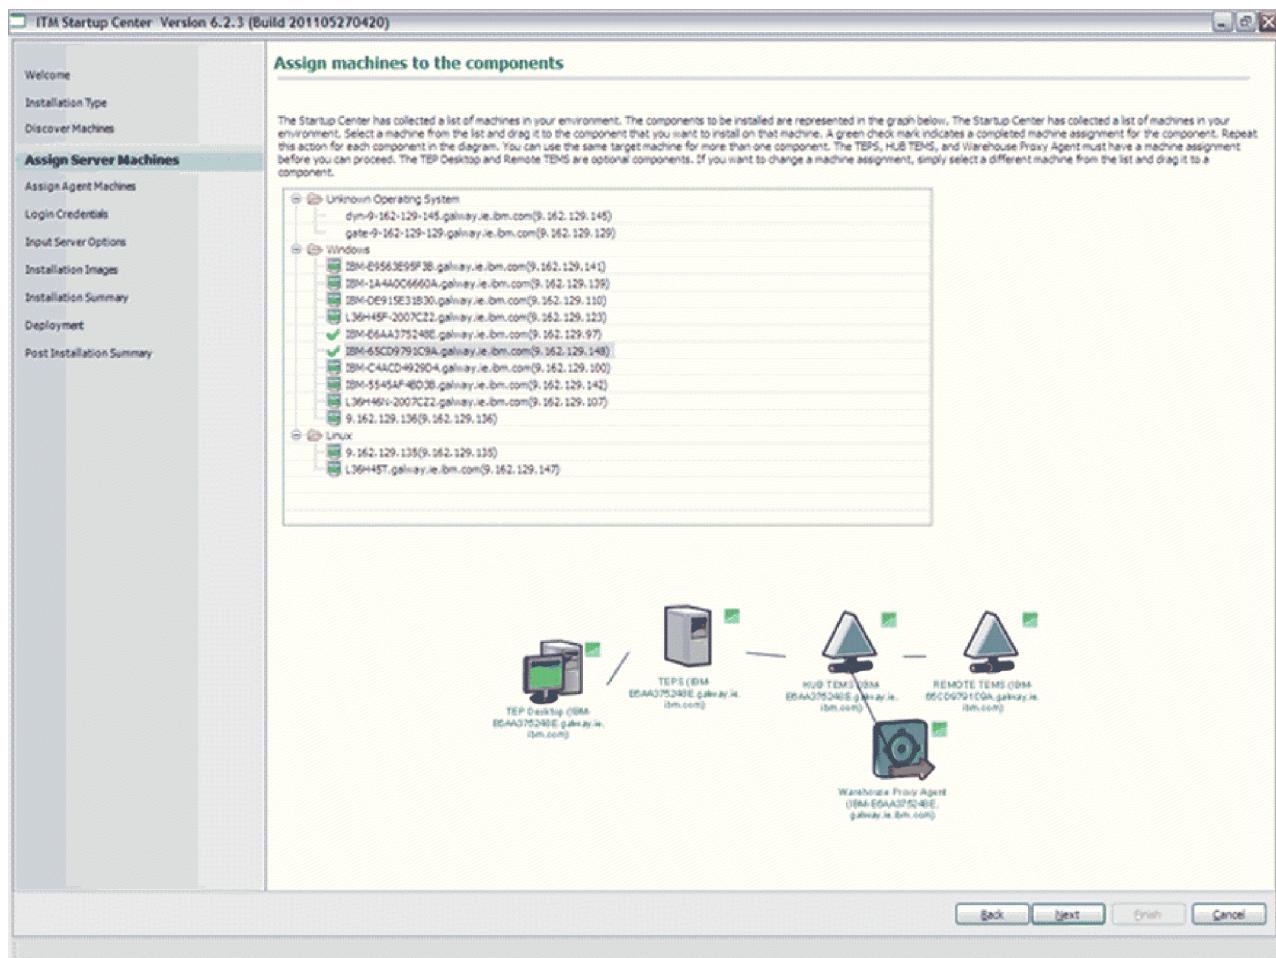 ITM Startup Center Version 6.2.3 (Build 201105270420)
Welcome
Installation Type
Discover Machines
Assign Server Machines
Assign Agent Machines
Login Credentials
Input Server Options
Installation Images
Installation Summary
Deployment
Post Installation Summary
Assign machines to the components
The Startup Center has collected a list of machines in your environment. The components to be installed are represented in the graph below. The Startup Center has collected a list of machines in your
environment. Select a machine from the list and drag it to the component that you want to install on that machine. A green check mark indicates a completed machine assignment for the component. Repeat
this action for each component in the diagram. You can use the same target machine for more than one component. The TEPS, HUB TEMS, and Warehouse Proxy Agent must have a machine assignment
before you can proceed. The TEP Desktop and Remote TEMS are optional components. If you want to change a machine assignment, simply select a different machine from the list and drag it to a
component.
Unknown Operating System
dyn-9-162-129-145.galway.ie.ibm.com(9.162.129.145)
gate-9-162-129-129.galway.ie.ibm.com(9.162.129.129)
Windows
IBM-E9563E95F3B.galway.ie.ibm.com(9.162.129.141)
IBM-1A4A0C6660A.galway.ie.ibm.com(9.162.129.139)
IBM-DE915E31B30.galway.ie.ibm.com(9.162.129.110)
L36H45F-2007CZ2.galway.ie.ibm.com(9.162.129.123)
IBM-E6AA375248E.galway.ie.ibm.com(9.162.129.97)
IBM-65CD9791C9A.galway.ie.ibm.com(9.162.129.148)
IBM-C4ACD4929D4.galway.ie.ibm.com(9.162.129.100)
IBM-5545AF4BD3B.galway.ie.ibm.com(9.162.129.142)
L36H46N-2007CZ2.galway.ie.ibm.com(9.162.129.107)
9.162.129.136(9.162.129.136)
Linux
9.162.129.135(9.162.129.135)
L36H45T.galway.ie.ibm.com(9.162.129.147)
TEP Desktop (IBM-
E6AA375248E.galway.ie.
ibm.com)
TEPS (IBM-
E6AA375248E.galway.ie.
ibm.com)
HUB TEMS (IBM-
E6AA375248E.galway.ie.
ibm.com)
REMOTE TEMS (IBM-
65CD9791C9A.galway.ie.
ibm.com)
Warehouse Proxy Agent
(IBM-E6AA375248E.
galway.ie.ibm.com)
Back
Next
Finish
Cancel